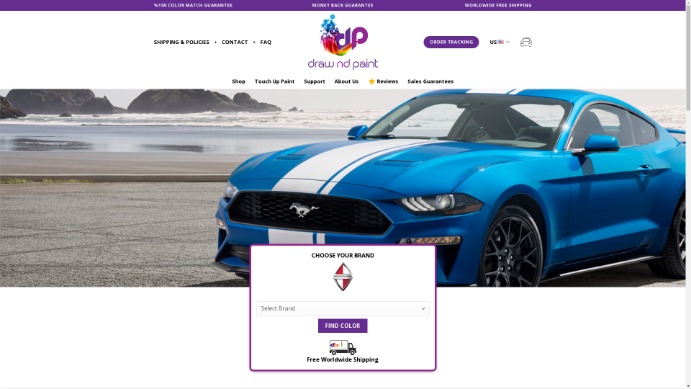 %100 COLOR MATCH GUARANTEE
MONEY BACK GUARANTEE
WORLDWIDE FREE SHIPPING
SHIPPING & POLICIES • CONTACT • FAQ
dp
draw nd paint
ORDER TRACKING
US
Shop Touch Up Paint Support About Us Reviews Sales Guarantees
CHOOSE YOUR BRAND
Select Brand
FIND COLOR
Free Worldwide Shipping